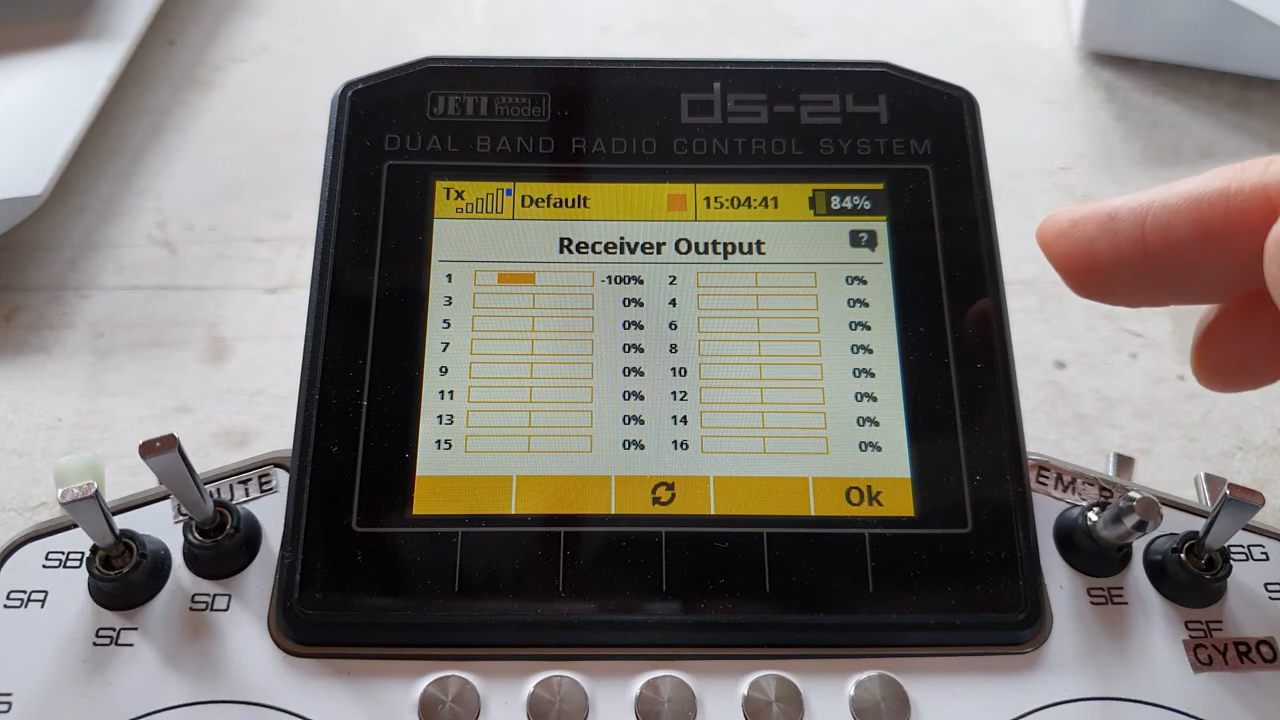 JETI model
ds-24
DUAL BAND RADIO CONTROL SYSTEM
Tx Default 15:04:41 84%
Receiver Output ?
1 -100% 2 0%
3 0% 4 0%
5 0% 6 0%
7 0% 8 0%
9 0% 10 0%
11 0% 12 0%
13 0% 14 0%
15 0% 16 0%
Ok
SB
SA
SC
SD
SE
SG
SF
GYRO